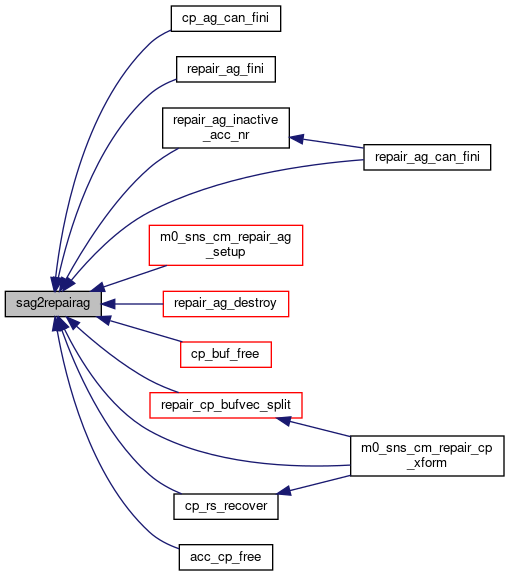 cp_ag_can_fini
repair_ag_fini
repair_ag_inactive
_acc_nr
repair_ag_can_fini
m0_sns_cm_repair_ag
_setup
sag2repairag
repair_ag_destroy
cp_buf_free
repair_cp_bufvec_split
m0_sns_cm_repair_cp
_xform
cp_rs_recover
acc_cp_free